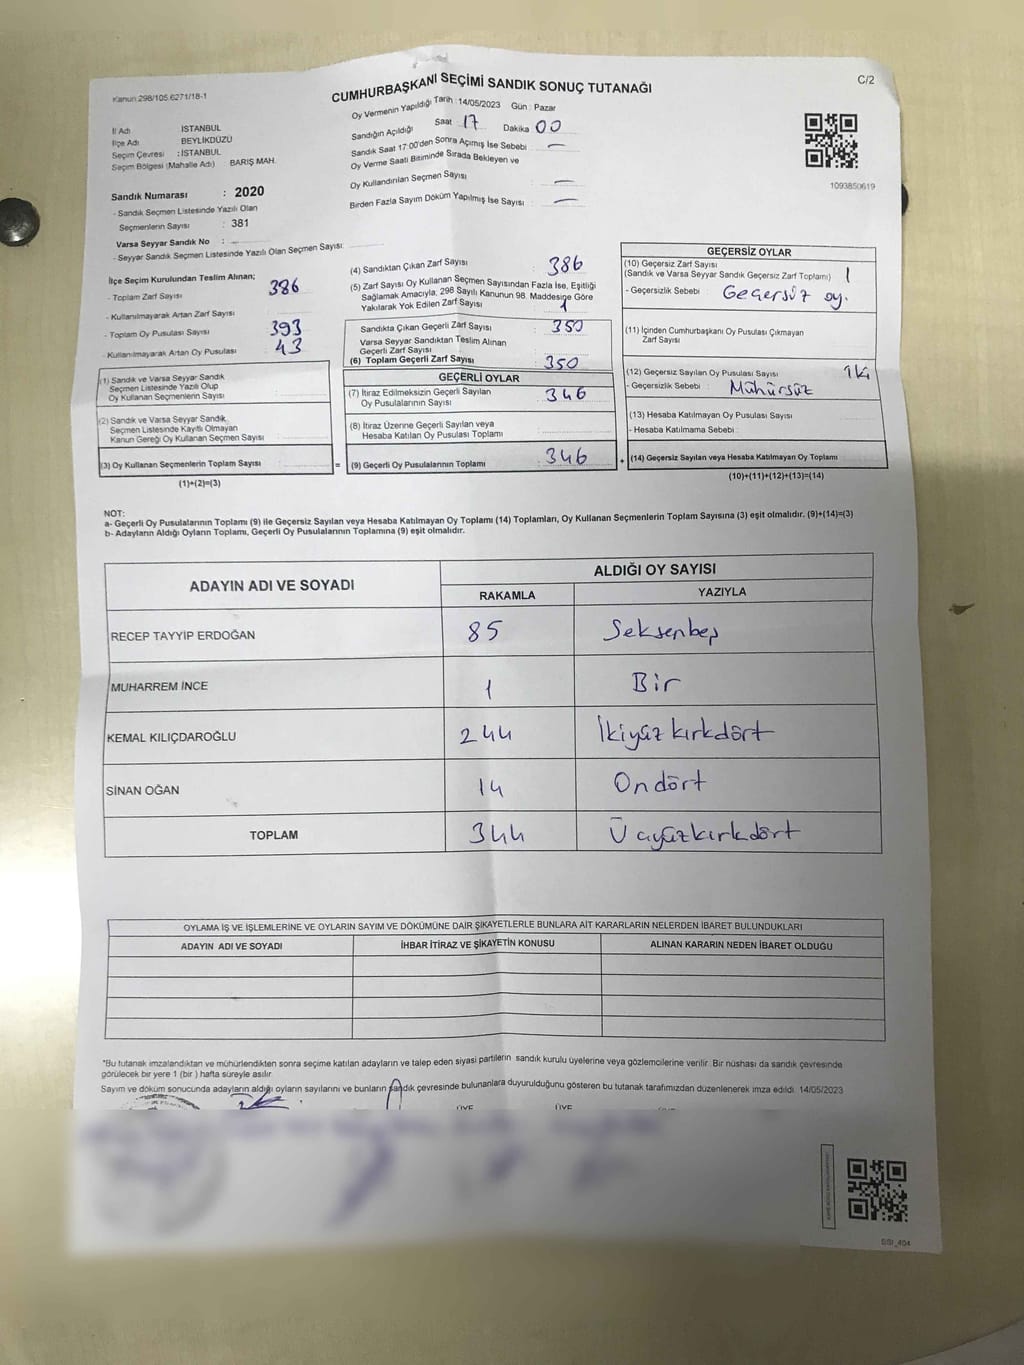 Kanun 298/105.6271/18-1
CUMHURBAŞKANI SEÇİMİ SANDIK SONUÇ TUTANAĞI
C/2
Oy Vermenin Yapıldığı Tarih : 14/05/2023 Gün : Pazar
Sandığın Açıldığı Saat 17 Dakika 00
Sandık Saat 17:00'den Sonra Açımış İse Sebebi : —
Oy Verme Saati Bitiminde Sırada Bekleyen ve
Oy Kullandırılan Seçmen Sayısı : —
Birden Fazla Sayım Döküm Yapılmış İse Sayısı : —
1093850619
İl Adı : İSTANBUL
İlçe Adı : BEYLİKDÜZÜ
Seçim Çevresi : İSTANBUL
Seçim Bölgesi (Mahalle Adı) : BARIŞ MAH.
Sandık Numarası : 2020
- Sandık Seçmen Listesinde Yazılı Olan
Seçmenlerin Sayısı : 381
Varsa Seyyar Sandık No :
- Seyyar Sandık Seçmen Listesinde Yazılı Olan Seçmen Sayısı:
İlçe Seçim Kurulundan Teslim Alınan;
- Toplam Zarf Sayısı 386
- Kullanılmayarak Artan Zarf Sayısı :
- Toplam Oy Pusulası Sayısı 393
- Kullanılmayarak Artan Oy Pusulası 43
(1) Sandık ve Varsa Seyyar Sandık
Seçmen Listesinde Yazılı Olup
Oy Kullanan Seçmenlerin Sayısı
(2) Sandık ve Varsa Seyyar Sandık
Seçmen Listesinde Kayıtlı Olmayan
Kanun Gereği Oy Kullanan Seçmen Sayısı :
(3) Oy Kullanan Seçmenlerin Toplam Sayısı :
(1)+(2)=(3)
=
(4) Sandıktan Çıkan Zarf Sayısı : 386
(5) Zarf Sayısı Oy Kullanan Seçmen Sayısından Fazla İse, Eşitliği
Sağlamak Amacıyla, 298 Sayılı Kanunun 98. Maddesine Göre
Yakılarak Yok Edilen Zarf Sayısı : 1
Sandıkta Çıkan Geçerli Zarf Sayısı : 350
Varsa Seyyar Sandıktan Teslim Alınan
Geçerli Zarf Sayısı
(6) Toplam Geçerli Zarf Sayısı : 350
GEÇERLİ OYLAR
(7) İtiraz Edilmeksizin Geçerli Sayılan
Oy Pusulalarının Sayısı : 346
(8) İtiraz Üzerine Geçerli Sayılan veya
Hesaba Katılan Oy Pusulası Toplamı :
(9) Geçerli Oy Pusulalarının Toplamı : 346
+
GEÇERSİZ OYLAR
(10) Geçersiz Zarf Sayısı
(Sandık ve Varsa Seyyar Sandık Geçersiz Zarf Toplamı) : 1
- Geçersizlik Sebebi : Geçersüz oy.
(11) İçinden Cumhurbaşkanı Oy Pusulası Çıkmayan
Zarf Sayısı
(12) Geçersiz Sayılan Oy Pusulası Sayısı : 14
- Geçersizlik Sebebi : Mühürsüz
(13) Hesaba Katılmayan Oy Pusulası Sayısı :
- Hesaba Katılmama Sebebi :
(14) Geçersiz Sayılan veya Hesaba Katılmayan Oy Toplamı :
(10)+(11)+(12)+(13)=(14)
NOT:
a- Geçerli Oy Pusulalarının Toplamı (9) ile Geçersiz Sayılan veya Hesaba Katılmayan Oy Toplamı (14) Toplamları, Oy Kullanan Seçmenlerin Toplam Sayısına (3) eşit olmalıdır. (9)+(14)=(3)
b- Adayların Aldığı Oyların Toplamı, Geçerli Oy Pusulalarının Toplamına (9) eşit olmalıdır.
ADAYIN ADI VE SOYADI
ALDIĞI OY SAYISI
RAKAMLA YAZIYLA
RECEP TAYYİP ERDOĞAN 85 Seksenbeş
MUHARREM İNCE 1 Bir
KEMAL KILIÇDAROĞLU 244 İkiyüzkırkdört
SİNAN OĞAN 14 Ondört
TOPLAM 344 Üçyüzkırkdört
OYLAMA İŞ VE İŞLEMLERİNE VE OYLARIN SAYIM VE DÖKÜMÜNE DAİR ŞİKAYETLERLE BUNLARA AİT KARARLARIN NELERDEN İBARET BULUNDUKLARI
ADAYIN ADI VE SOYADI İHBAR İTİRAZ VE ŞİKAYETİN KONUSU ALINAN KARARIN NEDEN İBARET OLDUĞU
*Bu tutanak imzalandıktan ve mühürlendikten sonra seçime katılan adayların ve talep eden siyasi partilerin sandık kurulu üyelerine veya gözlemcilerine verilir. Bir nüshası da sandık çevresinde
görülecek bir yere 1 (bir) hafta süreyle asılır.
Sayım ve döküm sonucunda adayların aldığı oyların sayılarını ve bunların sandık çevresinde bulunanlara duyurulduğunu gösteren bu tutanak tarafımızdan düzenlenerek imza edildi. 14/05/2023
ÜYE ÜYE
SSI_404